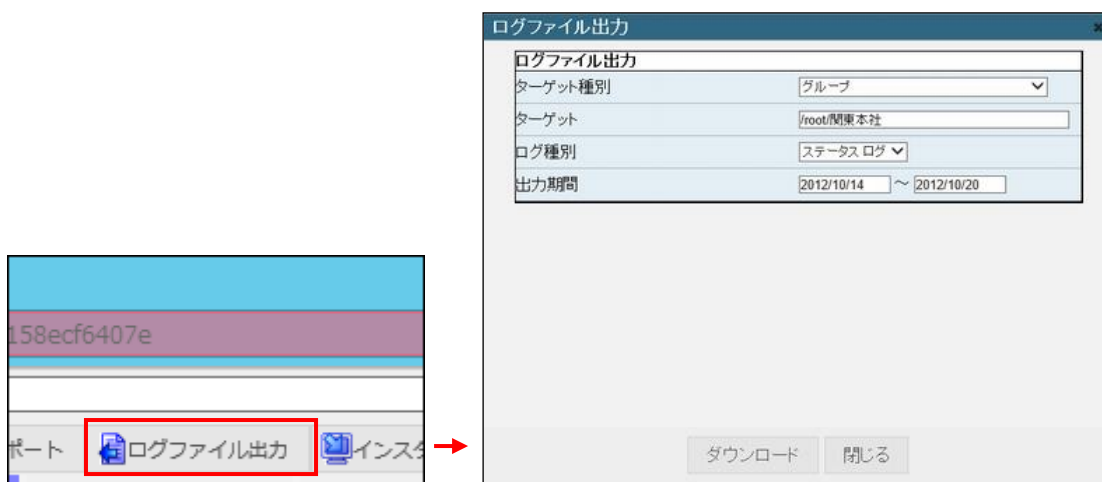 ログファイル出力
ログファイル出力
ターゲット種別 グループ
ターゲット /root/関東本社
ログ種別 ステータス ログ
出力期間 2012/10/14 ～ 2012/10/20
ダウンロード 閉じる
158ecf6407e
ポート ログファイル出力 インスタ